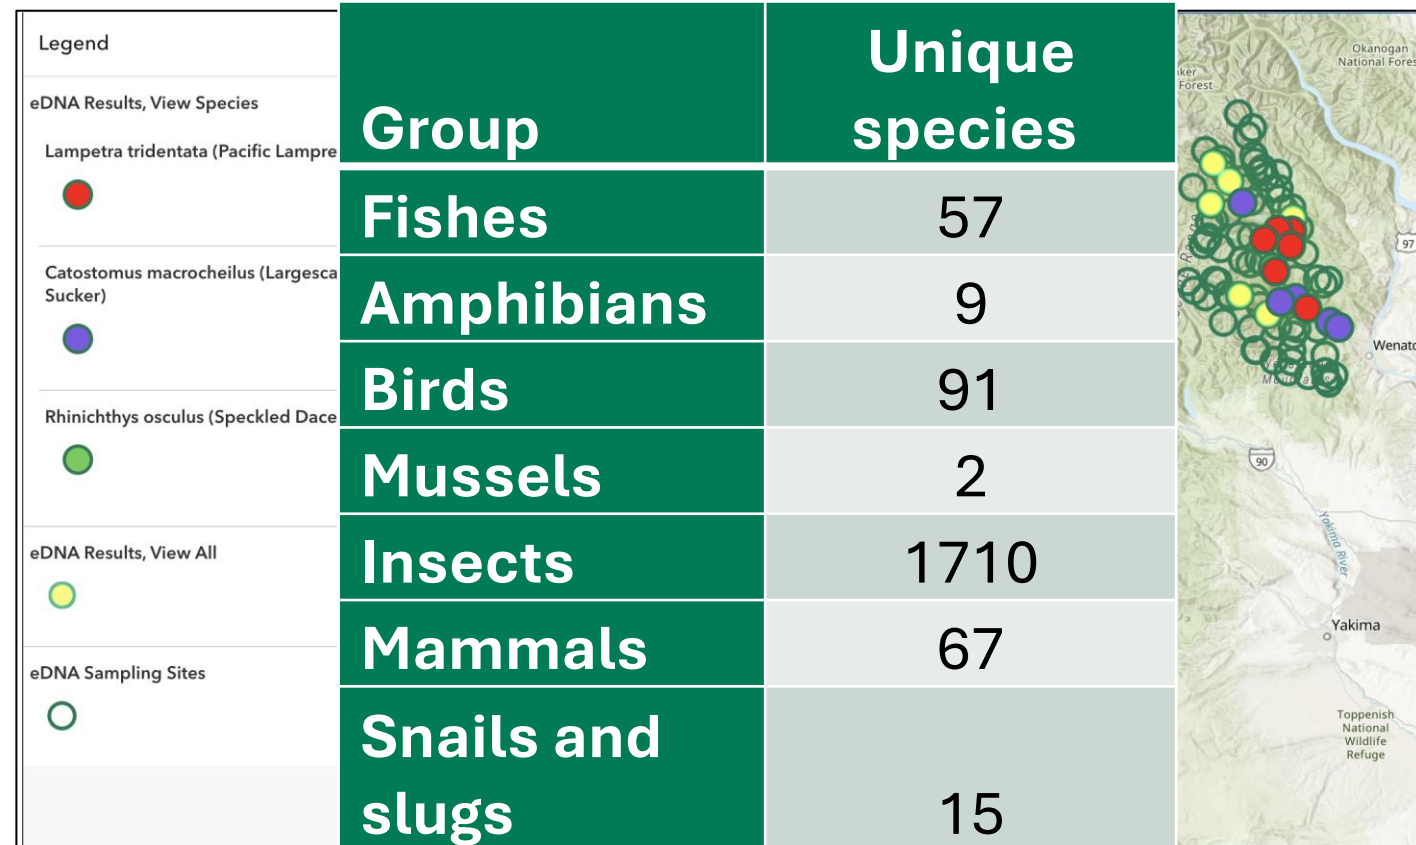 Legend
eDNA Results, View Species
Lampetra tridentata (Pacific Lampre
Catostomus macrocheilus (Largesca
Sucker)
Rhinichthys osculus (Speckled Dace
eDNA Results, View All
eDNA Sampling Sites
Group
Unique
species
Fishes 57
Amphibians 9
Birds 91
Mussels 2
Insects 1710
Mammals 67
Snails and
slugs 15
Okanogan
National Fores
Forest
97
Wenatc
90
Yakima River
Yakima
Toppenish
National
Wildlife
Refuge